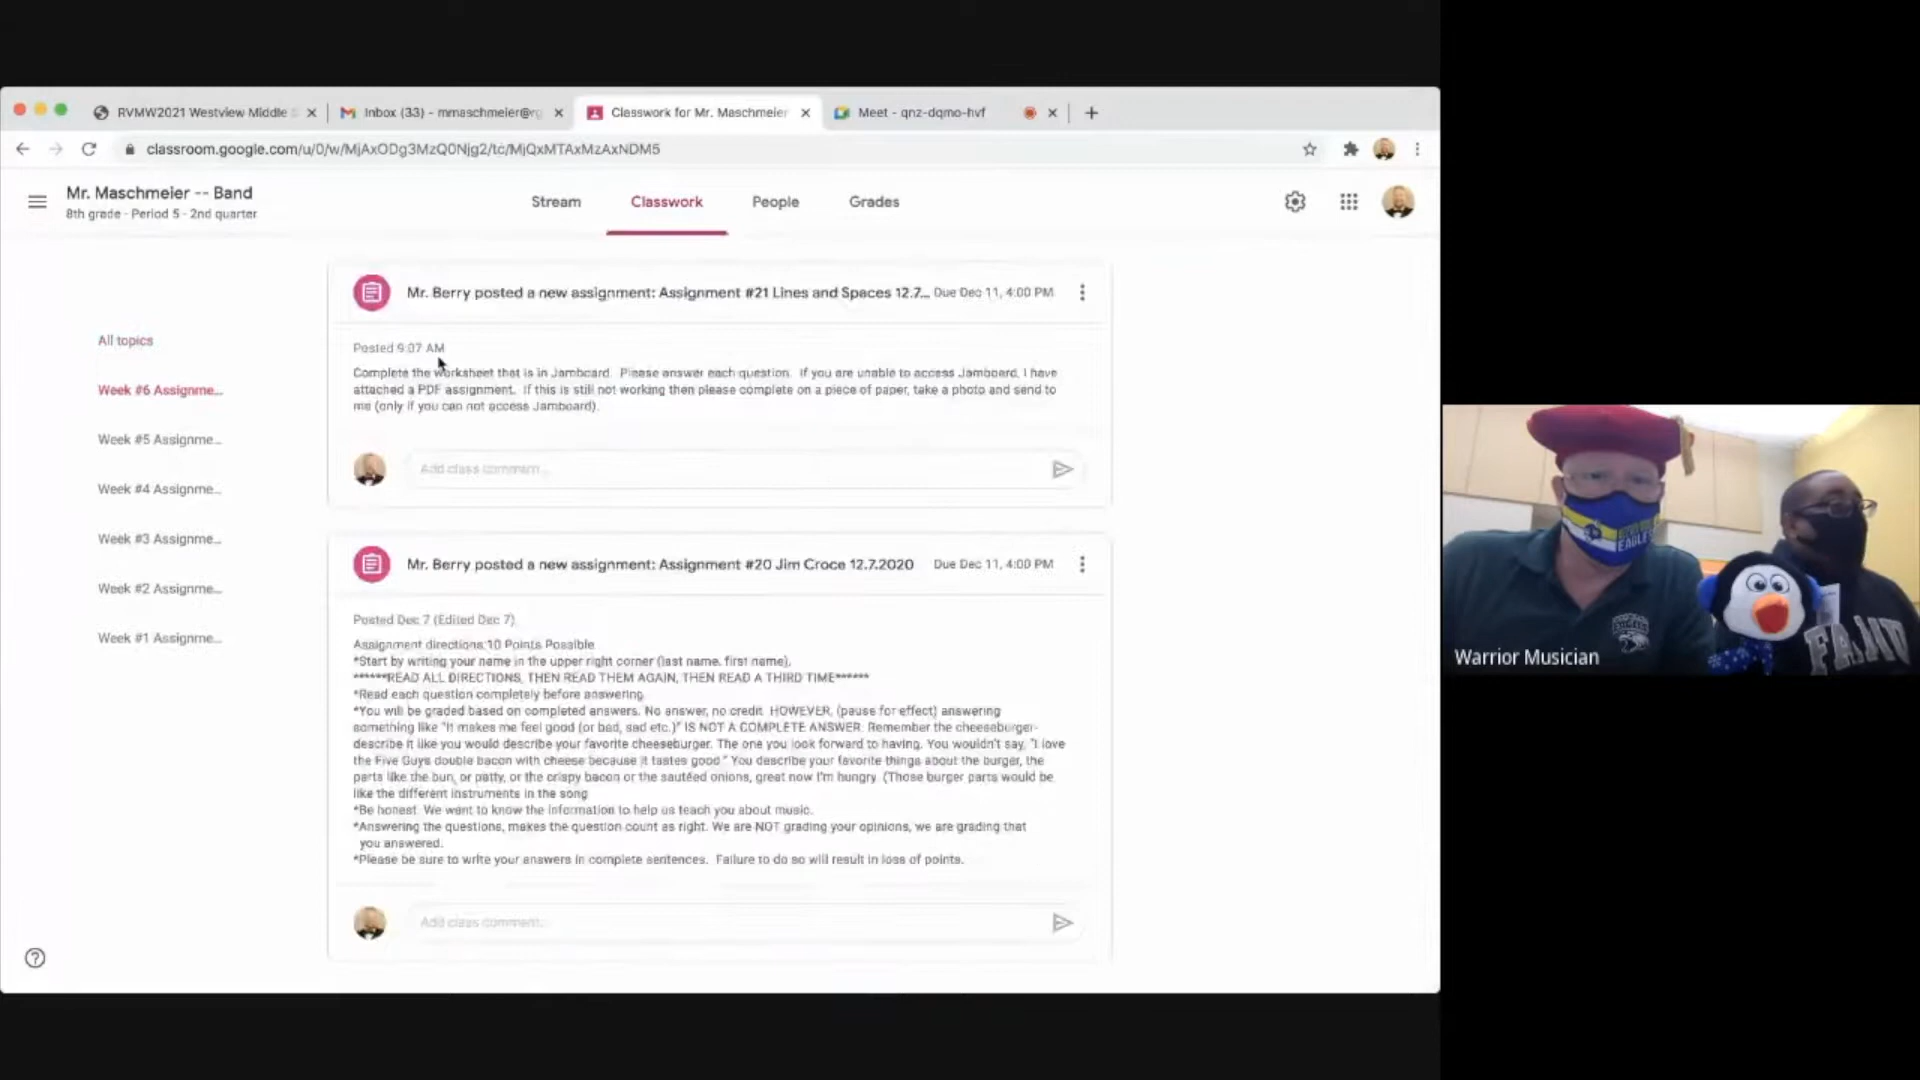 RVMW2021 Westview Middle S
Inbox (33) - mmaschmeier@rg
Classwork for Mr. Maschmeier
Meet - qnz-dqmo-hvf
classroom.google.com/u/0/w/MjAxODg3MzQ0Njg2/tc/MjQxMTAxMzAxNDM5
Mr. Maschmeier -- Band
8th grade - Period 5 - 2nd quarter
Stream
Classwork
People
Grades
All topics
Week #6 Assignme...
Week #5 Assignme...
Week #4 Assignme...
Week #3 Assignme...
Week #2 Assignme...
Week #1 Assignme...
Mr. Berry posted a new assignment: Assignment #21 Lines and Spaces 12.7... Due Dec 11, 4:00 PM
Posted 9:07 AM
Complete the worksheet that is in Jamboard. Please answer each question. If you are unable to access Jamboard, I have
attached a PDF assignment. If this is still not working then please complete on a piece of paper, take a photo and send to
me (only if you can not access Jamboard).
Add class comment...
Mr. Berry posted a new assignment: Assignment #20 Jim Croce 12.7.2020 Due Dec 11, 4:00 PM
Posted Dec 7 (Edited Dec 7)
Assignment directions:10 Points Possible
*Start by writing your name in the upper right corner (last name, first name).
******READ ALL DIRECTIONS, THEN READ THEM AGAIN, THEN READ A THIRD TIME******
*Read each question completely before answering
*You will be graded based on completed answers. No answer, no credit. HOWEVER, (pause for effect) answering
something like "It makes me feel good (or bad, sad etc.)" IS NOT A COMPLETE ANSWER. Remember the cheeseburger-
describe it like you would describe your favorite cheeseburger. The one you look forward to having. You wouldn't say, "I love
the Five Guys double bacon with cheese because it tastes good." You describe your favorite things about the burger, the
parts like the bun, or patty, or the crispy bacon or the sautéed onions, great now I'm hungry. (Those burger parts would be
like the different instruments in the song
*Be honest. We want to know the information to help us teach you about music.
*Answering the questions, makes the question count as right. We are NOT grading your opinions, we are grading that
you answered.
*Please be sure to write your answers in complete sentences. Failure to do so will result in loss of points.
Add class comment...
EAGLES
FAMU
Warrior Musician